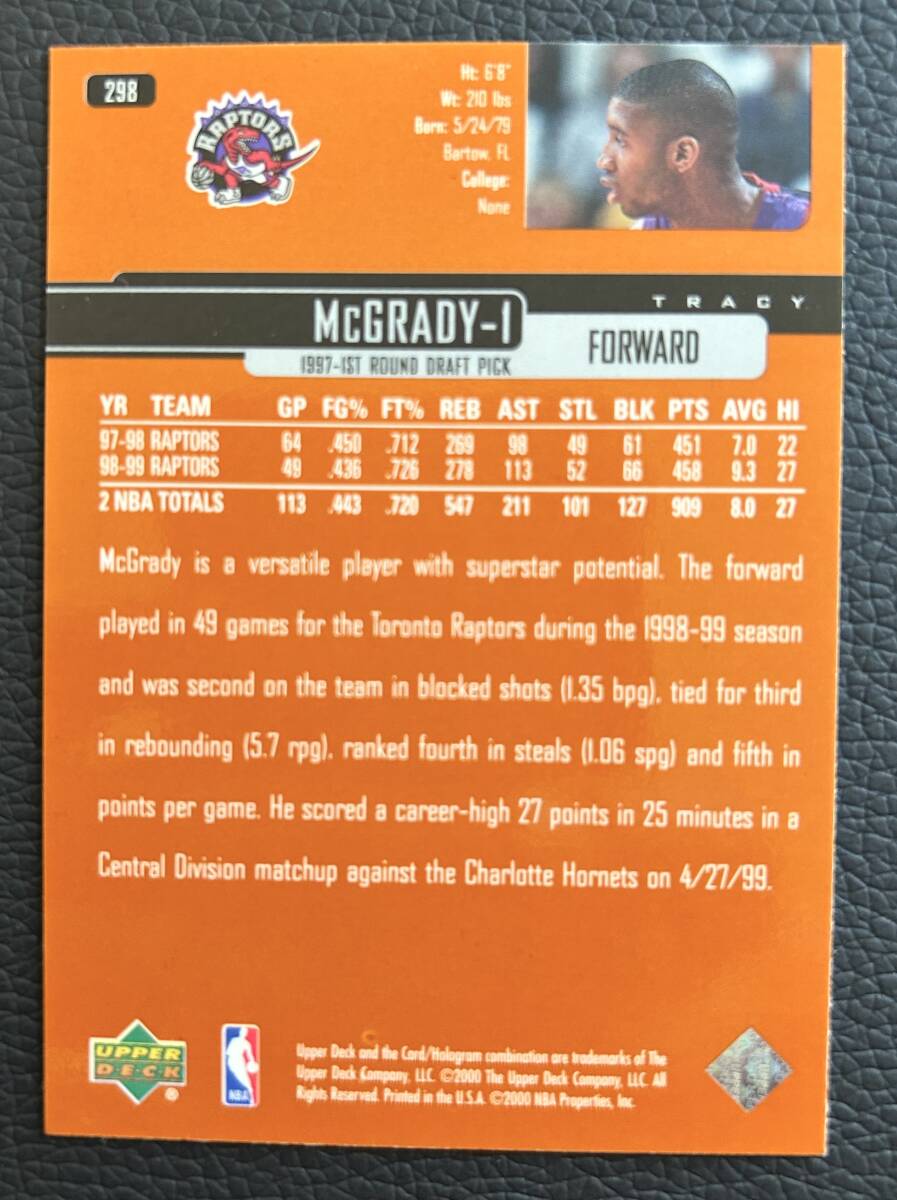 298
RAPTORS
Ht: 6'8"
Wt: 210 lbs
Born: 5/24/79
Bartow, FL
College:
None
TRACY
McGRADY-1
FORWARD
1997-1ST ROUND DRAFT PICK
YR TEAM GP FG% FT% REB AST STL BLK PTS AVG HI
97-98 RAPTORS 64 .450 .712 269 98 49 61 451 7.0 22
98-99 RAPTORS 49 .436 .726 278 113 52 66 458 9.3 27
2 NBA TOTALS 113 .443 .720 547 211 101 127 909 8.0 27
McGrady is a versatile player with superstar potential. The forward
played in 49 games for the Toronto Raptors during the 1998-99 season
and was second on the team in blocked shots (1.35 bpg), tied for third
in rebounding (5.7 rpg), ranked fourth in steals (1.06 spg) and fifth in
points per game. He scored a career-high 27 points in 25 minutes in a
Central Division matchup against the Charlotte Hornets on 4/27/99.
UPPER
DECK
®
NBA
Upper Deck and the Card/Hologram combination are trademarks of The
Upper Deck Company, LLC. ©2000 The Upper Deck Company, LLC. All
Rights Reserved. Printed in the U.S.A. ©2000 NBA Properties, Inc.